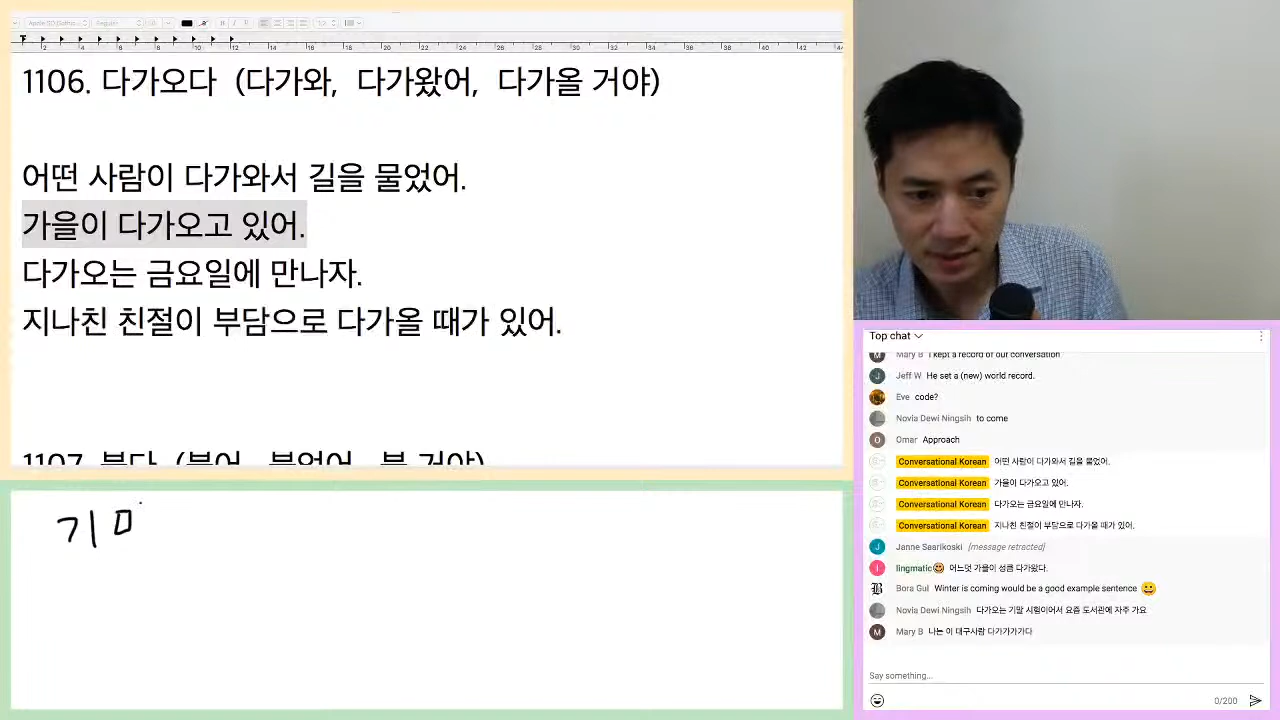 1106. 다가오다  (다가와,  다가왔어,  다가올 거야)
어떤 사람이 다가와서 길을 물었어.
가을이 다가오고 있어.
다가오는 금요일에 만나자.
지나친 친절이 부담으로 다가올 때가 있어.
기ㅁ
Top chat
Mary B I kept a record of our conversation
Jeff W He set a (new) world record.
Eve code?
Novia Dewi Ningsih to come
Omar Approach
Conversational Korean 어떤 사람이 다가와서 길을 물었어.
Conversational Korean 가을이 다가오고 있어.
Conversational Korean 다가오는 금요일에 만나자.
Conversational Korean 지나친 친절이 부담으로 다가올 때가 있어.
Janne Saarikoski [message retracted]
lingmatic 어느덧 가을이 성큼 다가왔다.
Bora Gul Winter is coming would be a good example sentence
Novia Dewi Ningsih 다가오는 기말 시험이어서 요즘 도서관에 자주 가요
Mary B 나는 이 대구사람 다가가가가다
Say something...
0/200